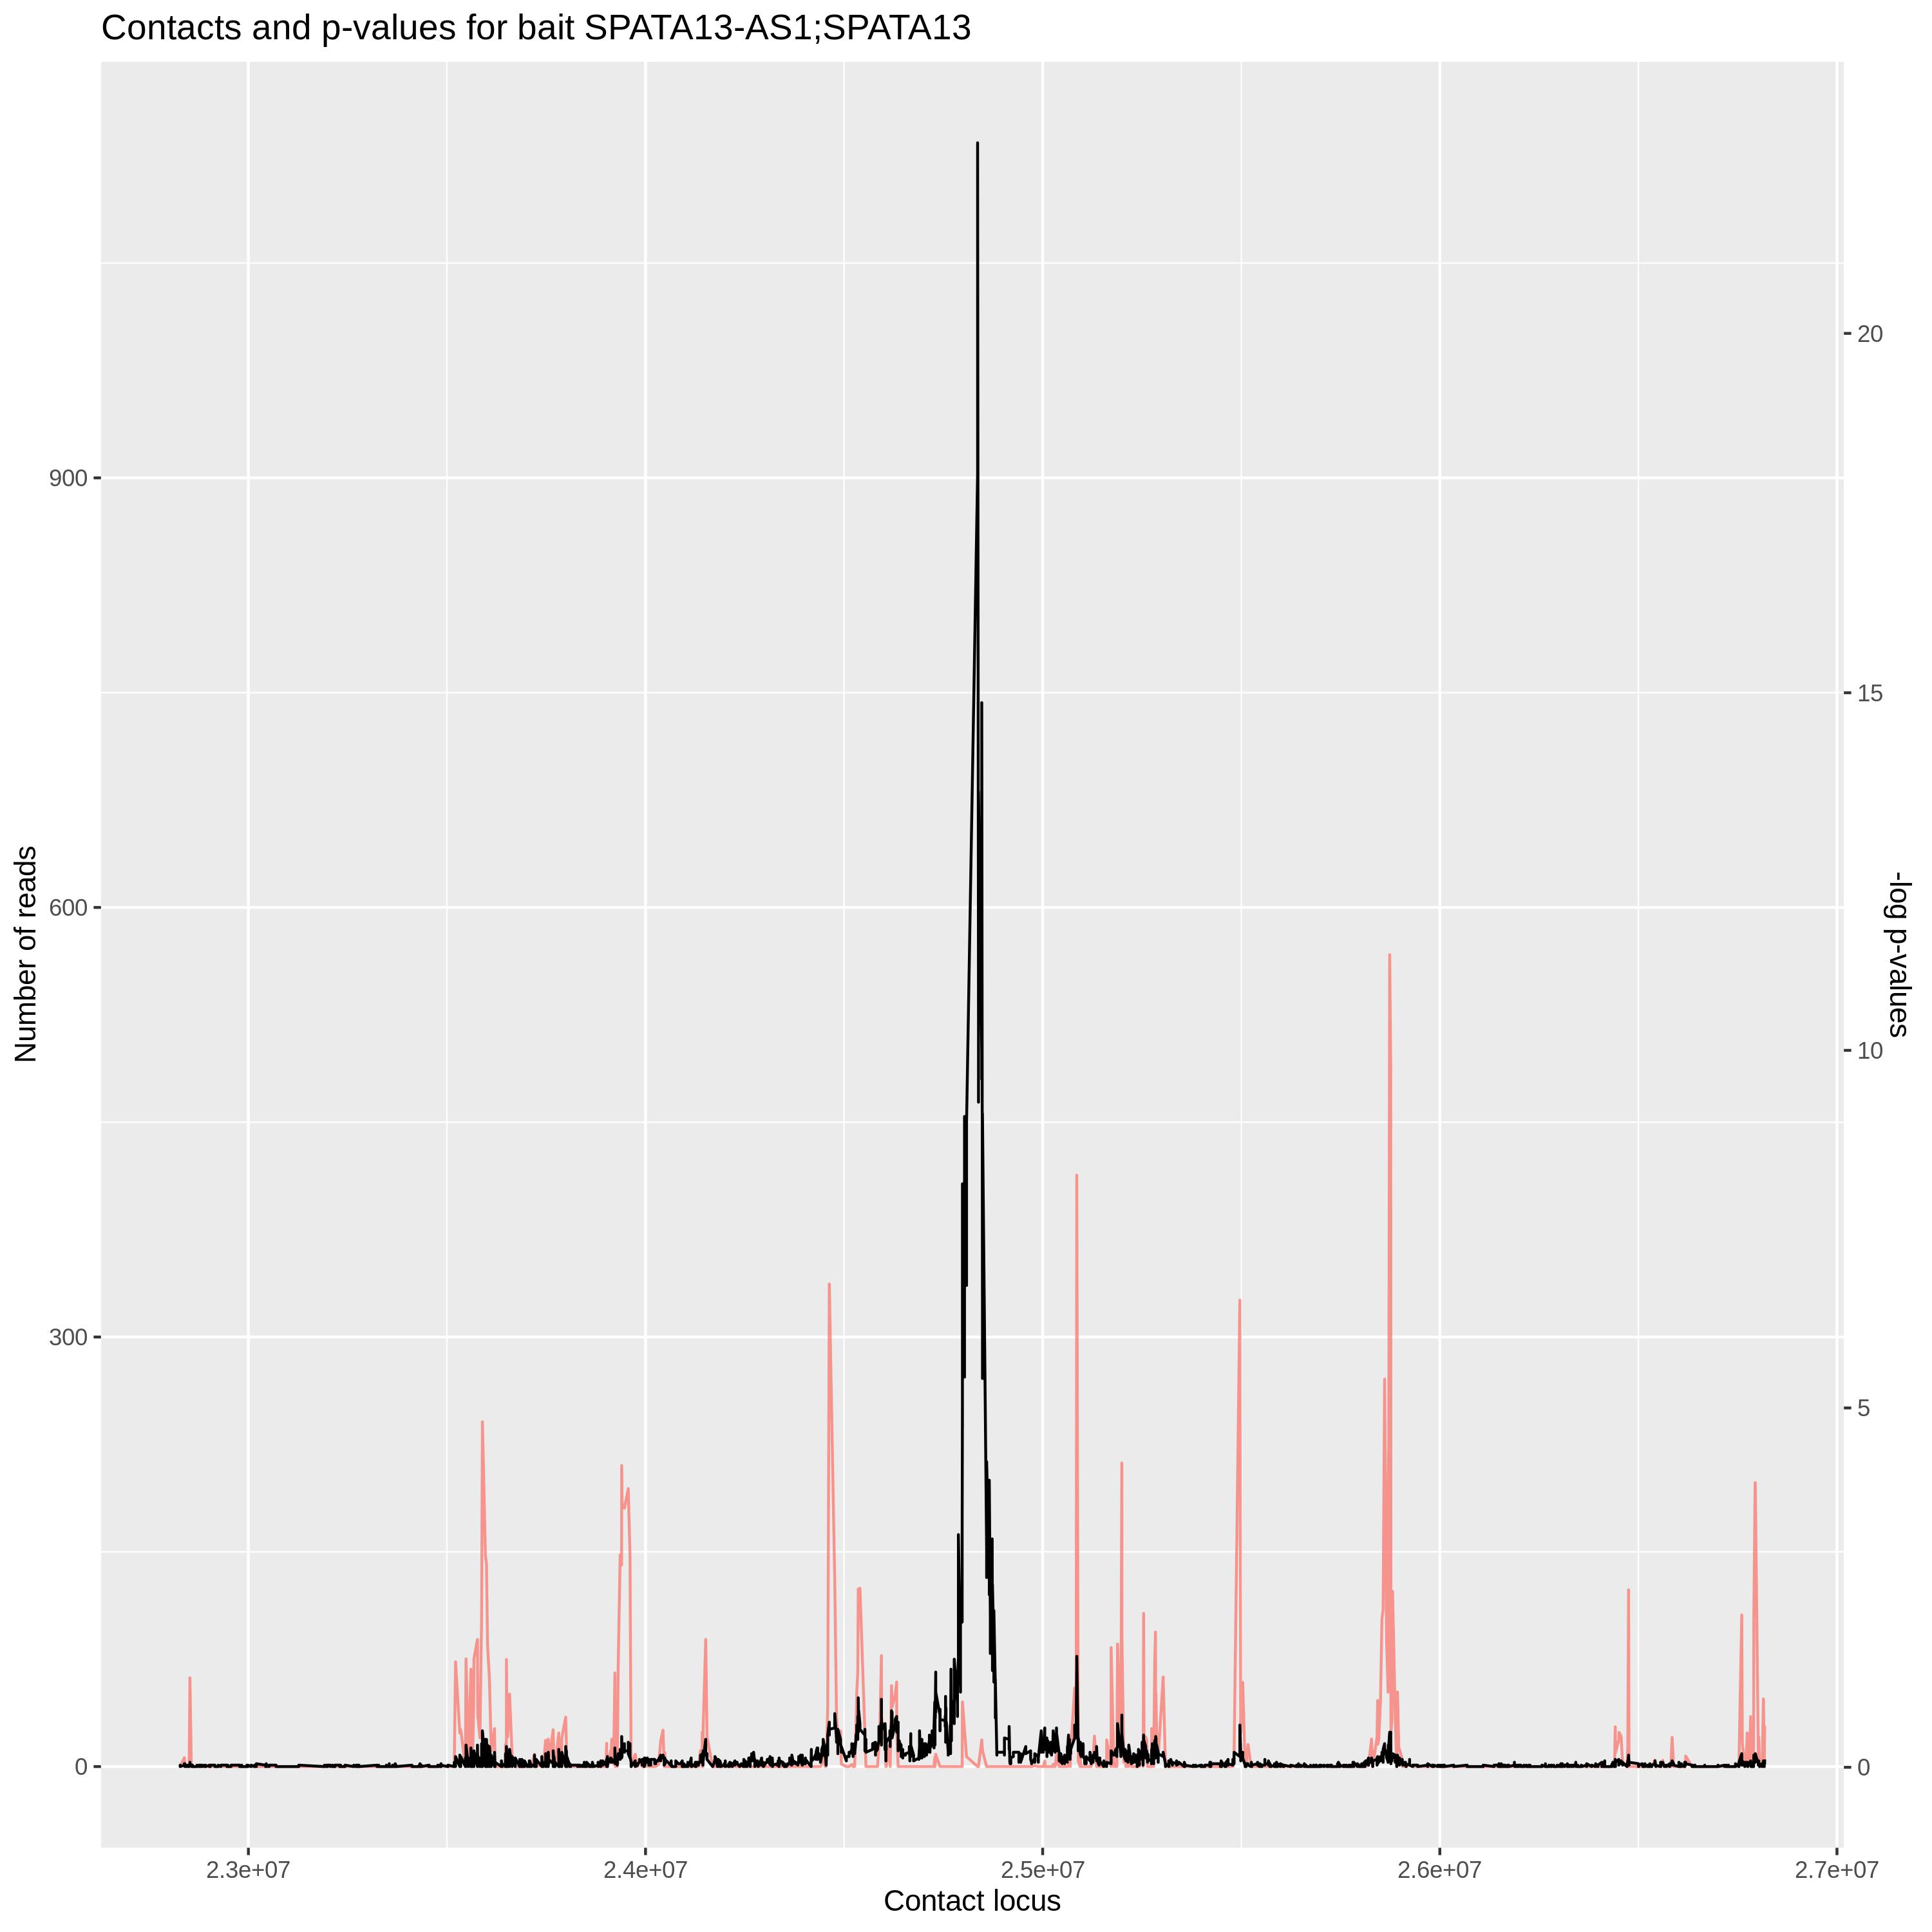 Contacts and p-values for bait SPATA13-AS1;SPATA13
Number of reads
900
600
300
0
20
15
10
5
0
-log p-values
2.3e+07
2.4e+07
2.5e+07
2.6e+07
2.7e+07
Contact locus